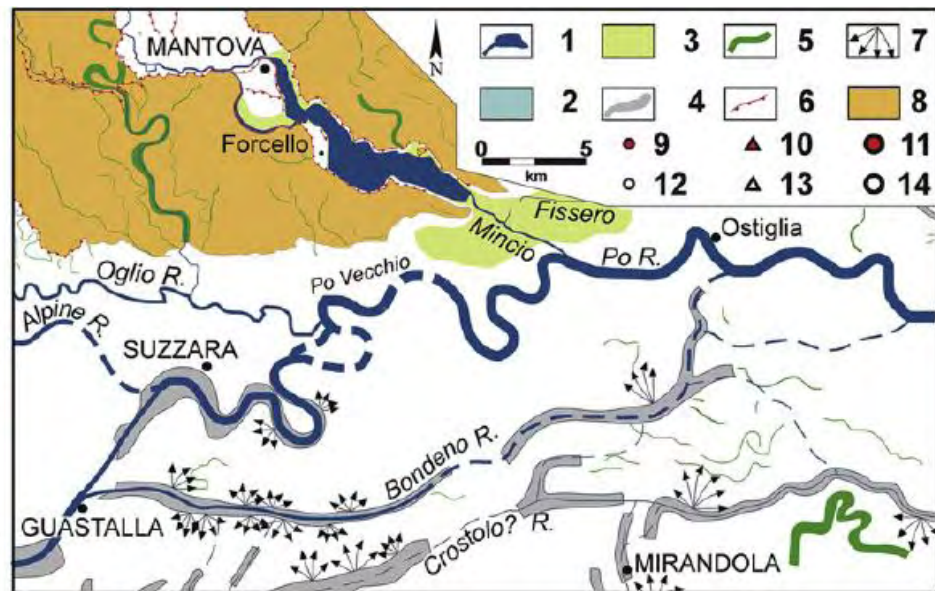 MANTOVA
N
1
3
5
7
2
4
6
8
Forcello
0
5
km
9
10
11
12
13
14
Fissero
Mincio
Ostiglia
Po R.
Po Vecchio
Oglio R.
Alpine R.
SUZZARA
Bondeno R.
GUASTALLA
Crostolo? R.
MIRANDOLA